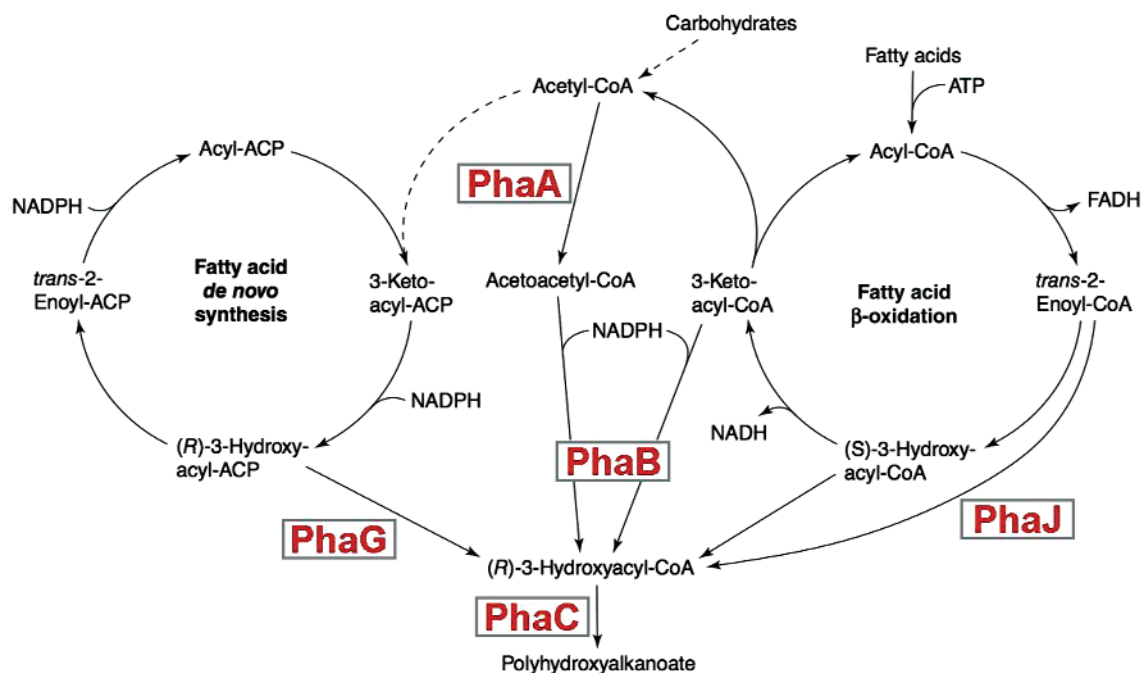 Carbohydrates
Fatty acids
Acetyl-CoA
ATP
Acyl-ACP
Acyl-CoA
PhaA
NADPH
FADH
trans-2-
Enoyl-ACP
Fatty acid
de novo
synthesis
3-Keto-
acyl-ACP
Acetoacetyl-CoA
3-Keto-
acyl-CoA
Fatty acid
β-oxidation
trans-2-
Enoyl-CoA
NADPH
NADPH
NADH
(R)-3-Hydroxy-
acyl-ACP
PhaB
(S)-3-Hydroxy-
acyl-CoA
PhaG
PhaJ
(R)-3-Hydroxyacyl-CoA
PhaC
Polyhydroxyalkanoate